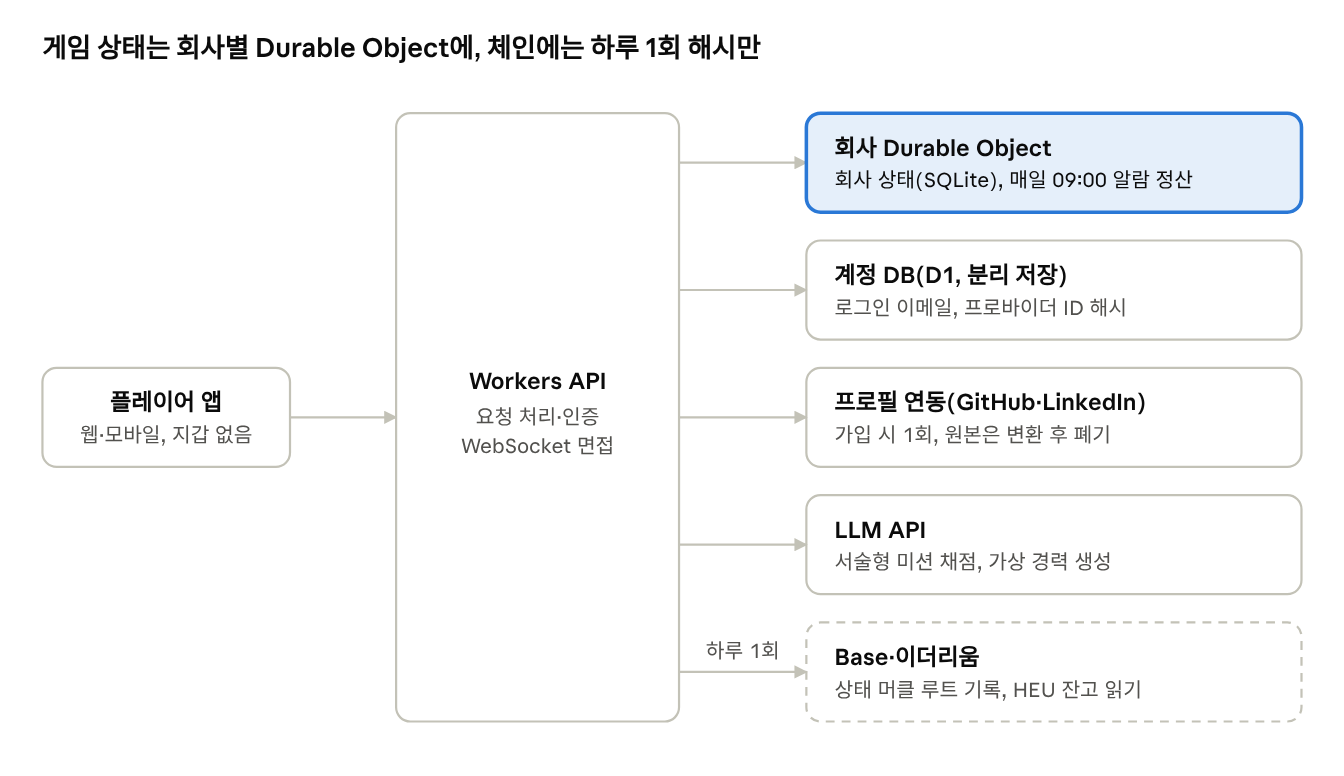 게임 상태는 회사별 Durable Object에, 체인에는 하루 1회 해시만
플레이어 앱
웹·모바일, 지갑 없음
Workers API
요청 처리·인증
WebSocket 면접
회사 Durable Object
회사 상태(SQLite), 매일 09:00 알람 정산
계정 DB(D1, 분리 저장)
로그인 이메일, 프로바이더 ID 해시
프로필 연동(GitHub·LinkedIn)
가입 시 1회, 원본은 변환 후 폐기
LLM API
서술형 미션 채점, 가상 경력 생성
하루 1회
Base·이더리움
상태 머클 루트 기록, HEU 잔고 읽기